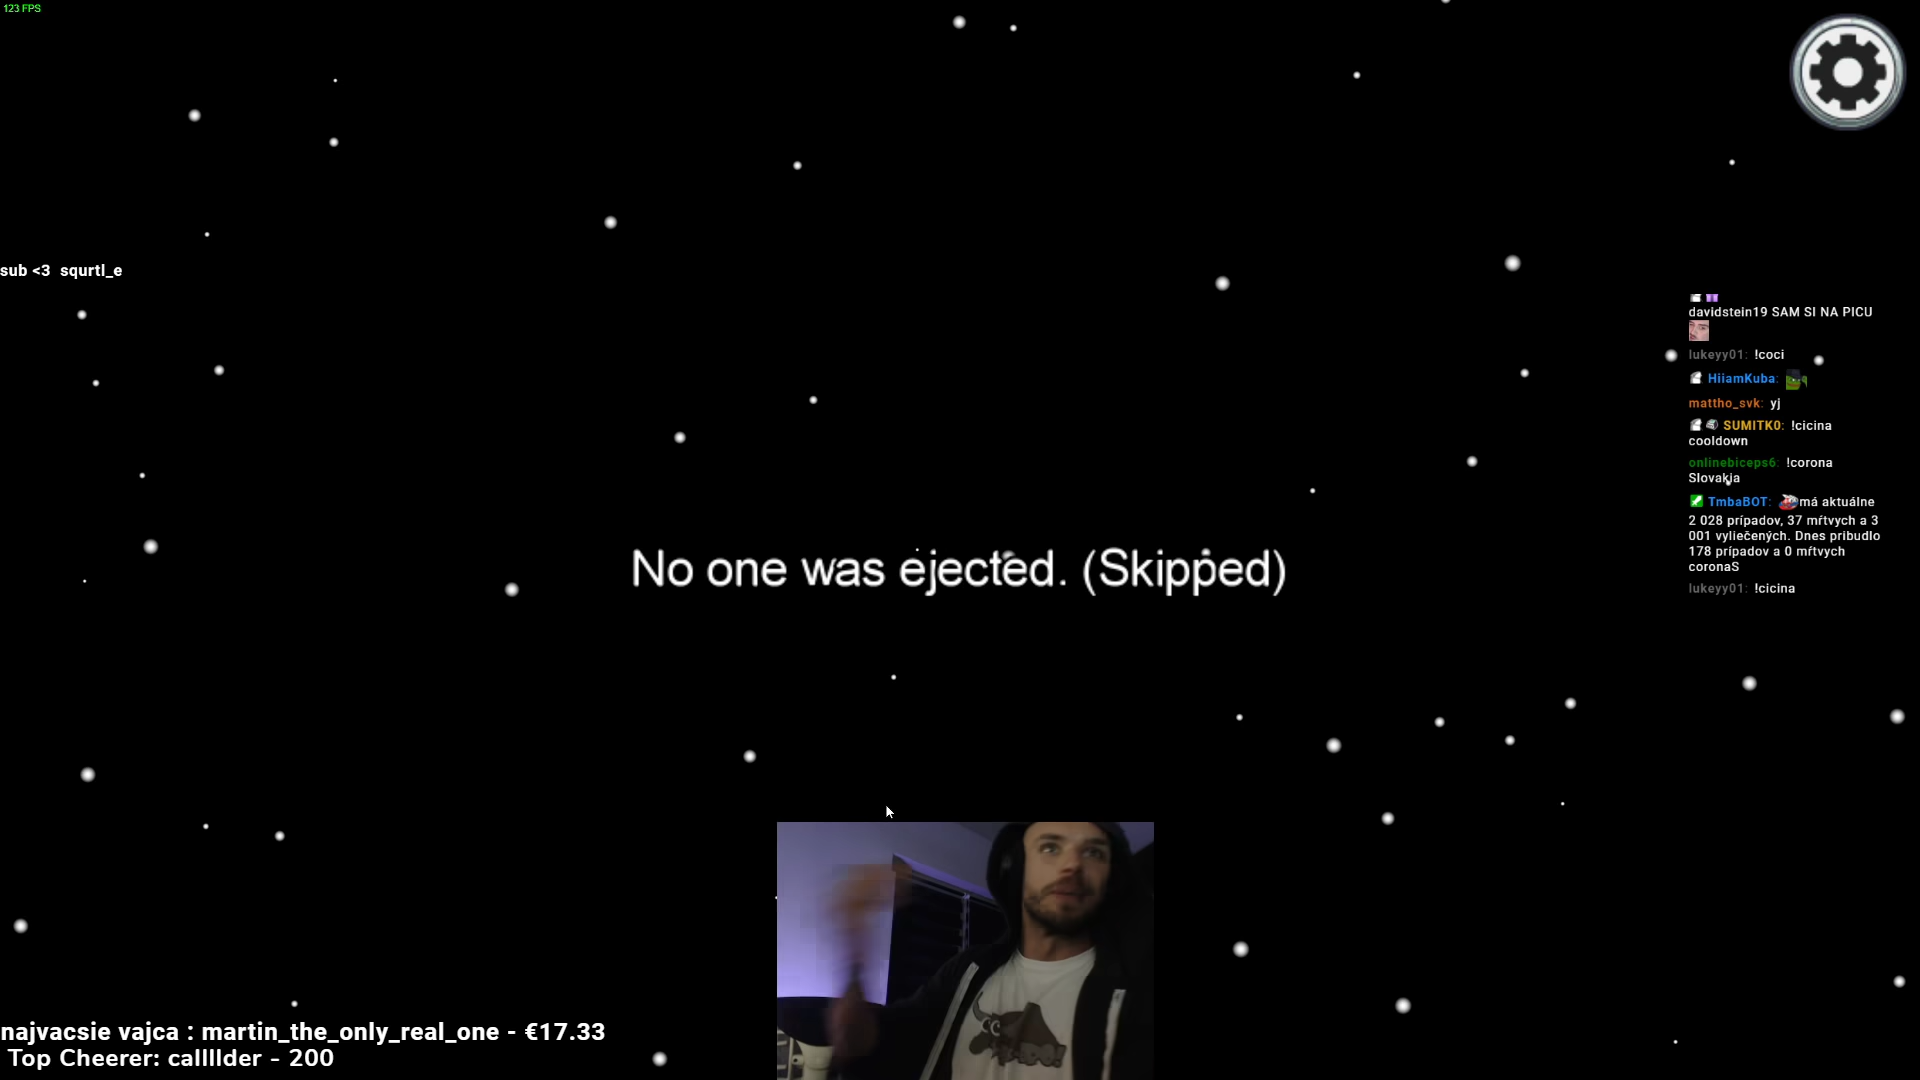 123 FPS
sub <3 squrtl_e
davidstein19 SAM SI NA PICU
lukeyy01: !coci
HiiamKuba:
mattho_svk: yj
SUMITK0: !cicina
cooldown
onlinebiceps6: !corona
Slovakia
TmbaBOT: má aktuálne
2 028 prípadov, 37 mŕtvych a 3
001 vyliečených. Dnes pribudlo
178 prípadov a 0 mŕtvych
coronaS
lukeyy01: !cicina
No one was ejected. (Skipped)
najvacsie vajca : martin_the_only_real_one - €17.33
Top Cheerer: callllder - 200